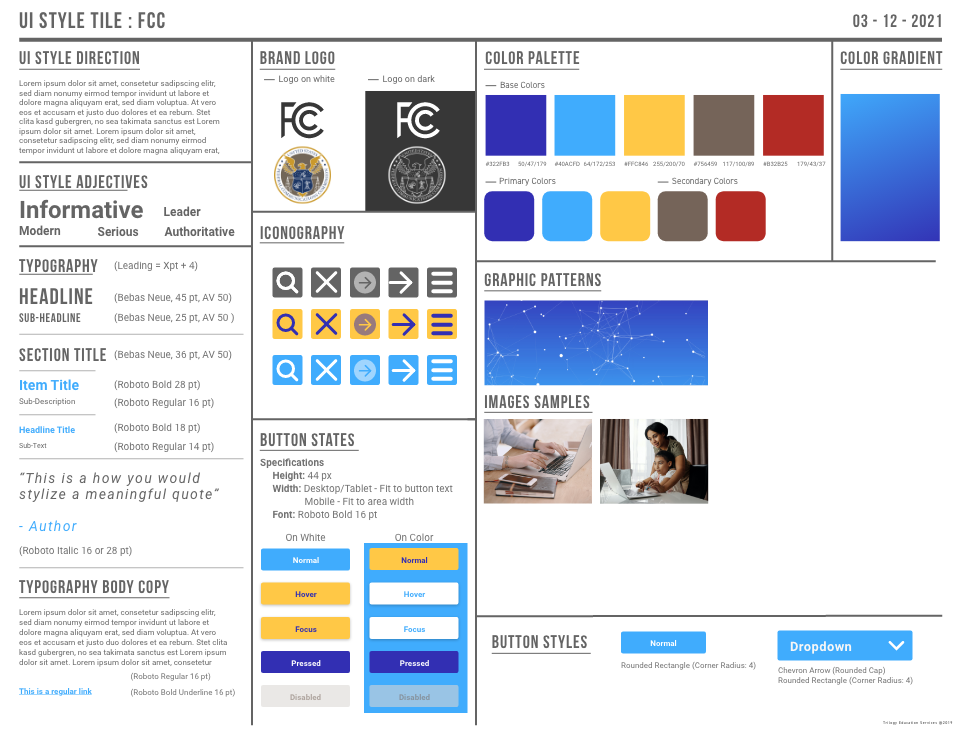 UI STYLE TILE : FCC
03 - 12 - 2021
UI STYLE DIRECTION
Lorem ipsum dolor sit amet, consetetur sadipscing elitr,
sed diam nonumy eirmod tempor invidunt ut labore et
dolore magna aliquyam erat, sed diam voluptua. At vero
eos et accusam et justo duo dolores et ea rebum. Stet
clita kasd gubergren, no sea takimata sanctus est Lorem
ipsum dolor sit amet. Lorem ipsum dolor sit amet,
consetetur sadipscing elitr, sed diam nonumy eirmod
tempor invidunt ut labore et dolore magna aliquyam erat,
UI STYLE ADJECTIVES
Informative Leader
Modern Serious Authoritative
TYPOGRAPHY (Leading = Xpt + 4)
HEADLINE (Bebas Neue, 45 pt, AV 50)
SUB-HEADLINE (Bebas Neue, 25 pt, AV 50 )
SECTION TITLE (Bebas Neue, 36 pt, AV 50)
Item Title (Roboto Bold 28 pt)
Sub-Description (Roboto Regular 16 pt)
Headline Title (Roboto Bold 18 pt)
Sub-Text (Roboto Regular 14 pt)
“This is a how you would
stylize a meaningful quote”
- Author
(Roboto Italic 16 or 28 pt)
TYPOGRAPHY BODY COPY
Lorem ipsum dolor sit amet, consetetur sadipscing elitr,
sed diam nonumy eirmod tempor invidunt ut labore et
dolore magna aliquyam erat, sed diam voluptua. At vero
eos et accusam et justo duo dolores et ea rebum. Stet clita
kasd gubergren, no sea takimata sanctus est Lorem ipsum
dolor sit amet. Lorem ipsum dolor sit amet, consetetur
(Roboto Regular 16 pt)
This is a regular link (Roboto Bold Underline 16 pt)
BRAND LOGO
Logo on white Logo on dark
FC FC
ICONOGRAPHY
BUTTON STATES
Specifications
Height: 44 px
Width: Desktop/Tablet - Fit to button text
Mobile - Fit to area width
Font: Roboto Bold 16 pt
On White On Color
Normal Normal
Hover Hover
Focus Focus
Pressed Pressed
Disabled Disabled
COLOR PALETTE
Base Colors
#322FB3 50/47/179 #40ACFD 64/172/253 #FFC846 255/200/70 #756459 117/100/89 #B32B25 179/43/37
Primary Colors Secondary Colors
COLOR GRADIENT
GRAPHIC PATTERNS
IMAGES SAMPLES
BUTTON STYLES
Normal
Rounded Rectangle (Corner Radius: 4)
Dropdown
Chevron Arrow (Rounded Cap)
Rounded Rectangle (Corner Radius: 4)
Trilogy Education Services @2019